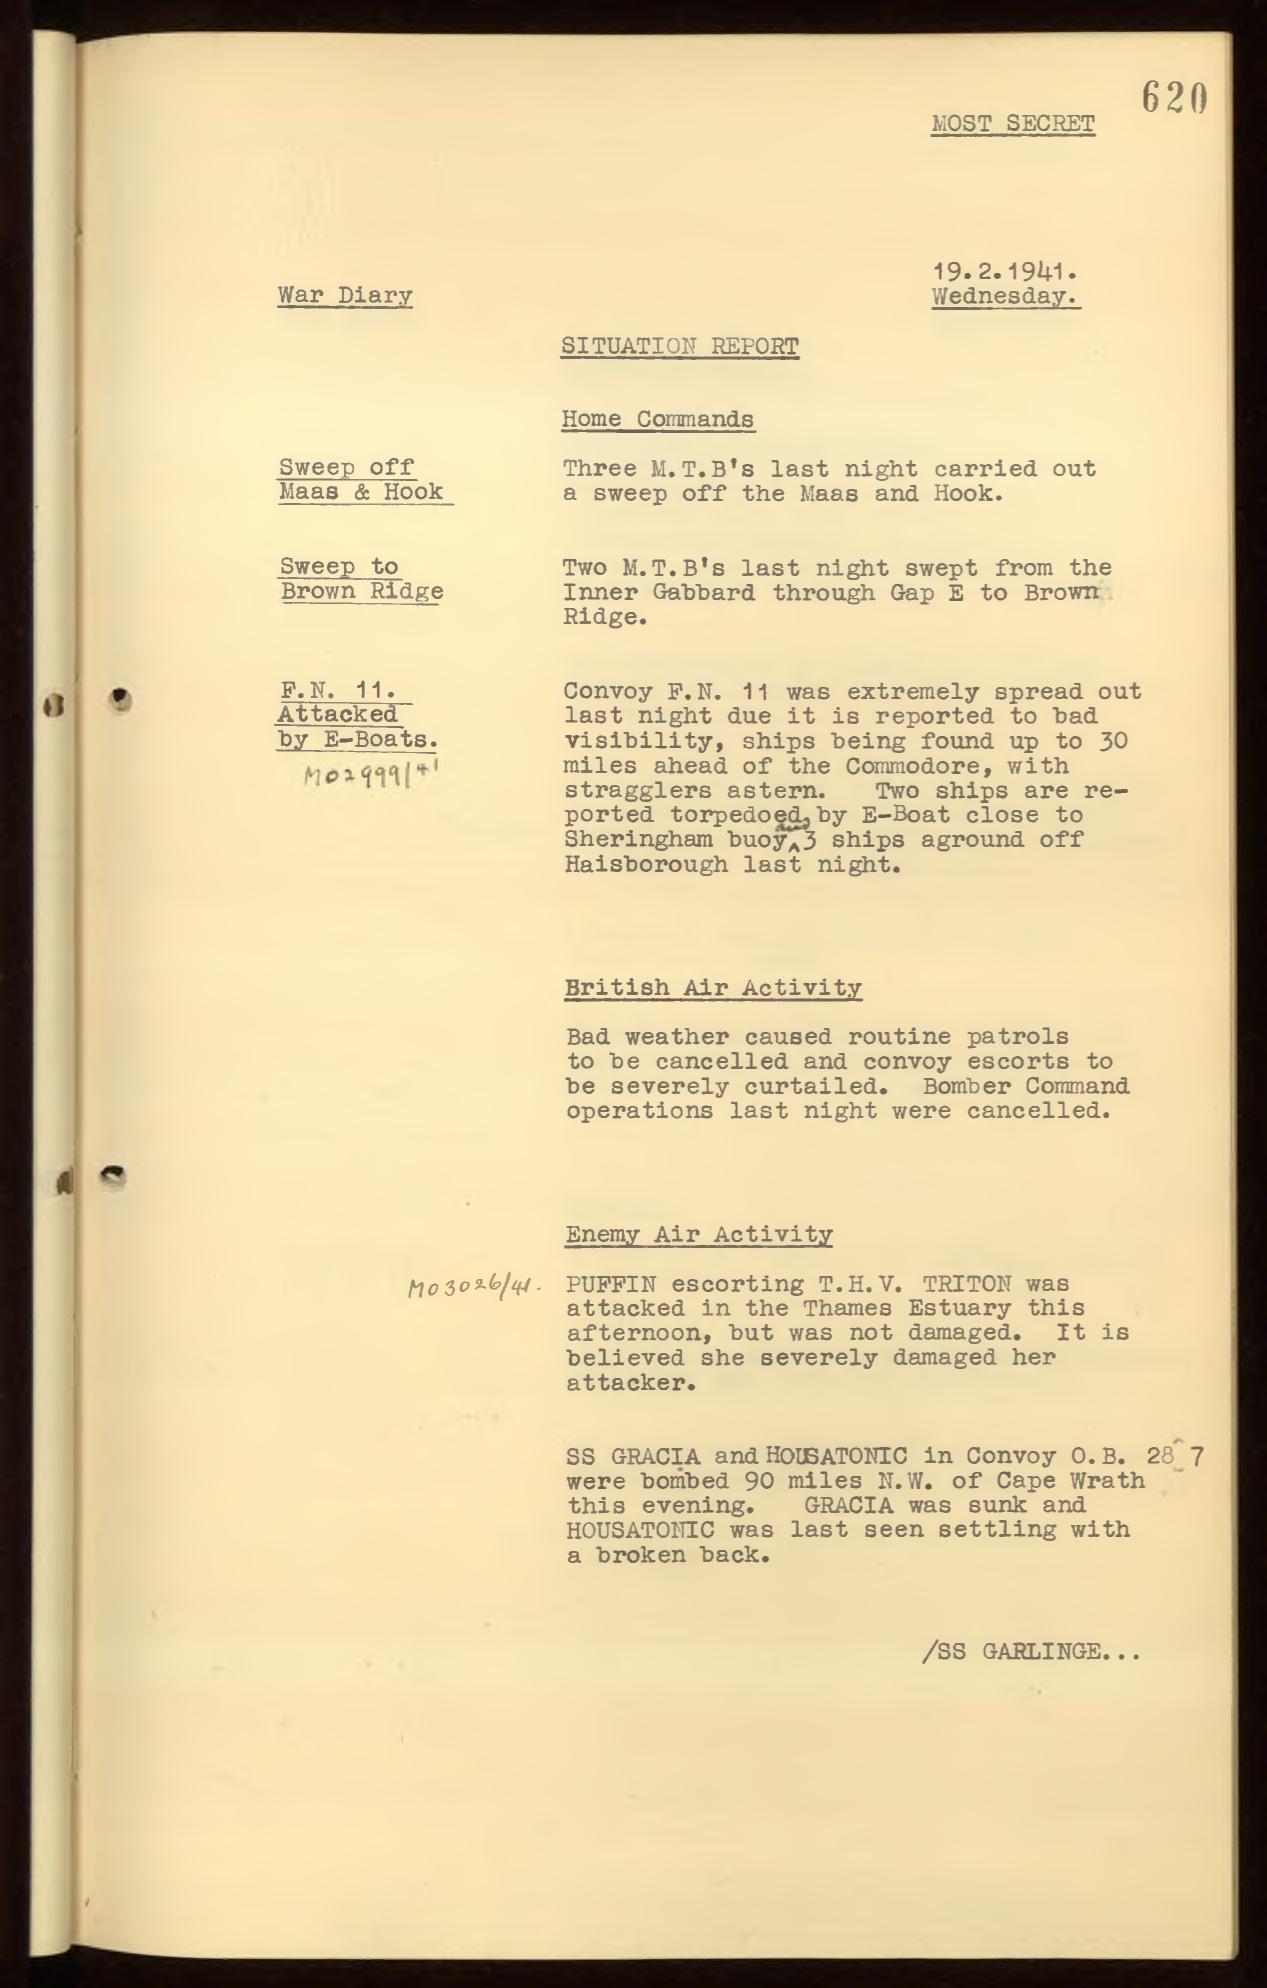 620
MOST SECRET
19.2.1941.
War Diary
Wednesday.
SITUATION REPORT
Home Commands
Sweep off
Maas & Hook
Three M.T.B's last night carried out
a sweep off the Maas and Hook.
Sweep to
Brown Ridge
Two M.T.B's last night swept from the
Inner Gabbard through Gap E to Brown
Ridge.
F.N. 11.
Attacked
by E-Boats.
M02999/41
Convoy F.N. 11 was extremely spread out
last night due it is reported to bad
visibility, ships being found up to 30
miles ahead of the Commodore, with
stragglers astern. Two ships are re-
ported torpedoed, by E-Boat close to
Sheringham buoy and 3 ships aground off
Haisborough last night.
British Air Activity
Bad weather caused routine patrols
to be cancelled and convoy escorts to
be severely curtailed. Bomber Command
operations last night were cancelled.
Enemy Air Activity
M03026/41.
PUFFIN escorting T.H.V. TRITON was
attacked in the Thames Estuary this
afternoon, but was not damaged. It is
believed she severely damaged her
attacker.
SS GRACIA and HOUSATONIC in Convoy O.B. 287
were bombed 90 miles N.W. of Cape Wrath
this evening. GRACIA was sunk and
HOUSATONIC was last seen settling with
a broken back.
/SS GARLINGE...